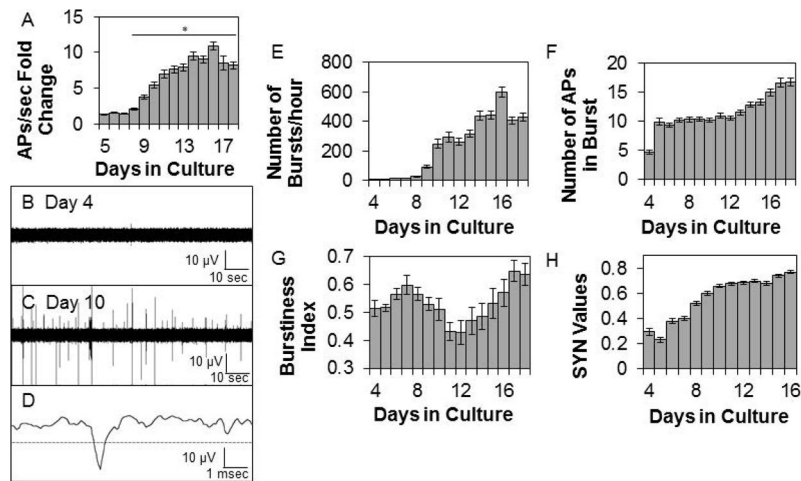 A
APs/sec Fold
Change
15
10
5
0
*
5 9 13 17
Days in Culture
B Day 4
10 µV
10 sec
C Day 10
10 µV
10 sec
D
10 µV
1 msec
E
Number of
Bursts/hour
800
600
400
200
0
4 8 12 16
Days in Culture
F
Number of APs
in Burst
20
15
10
5
0
4 8 12 16
Days in Culture
G
Burstiness
Index
0.7
0.6
0.5
0.4
0.3
4 8 12 16
Days in Culture
H
SYN Values
0.8
0.6
0.4
0.2
0
4 8 12 16
Days in Culture